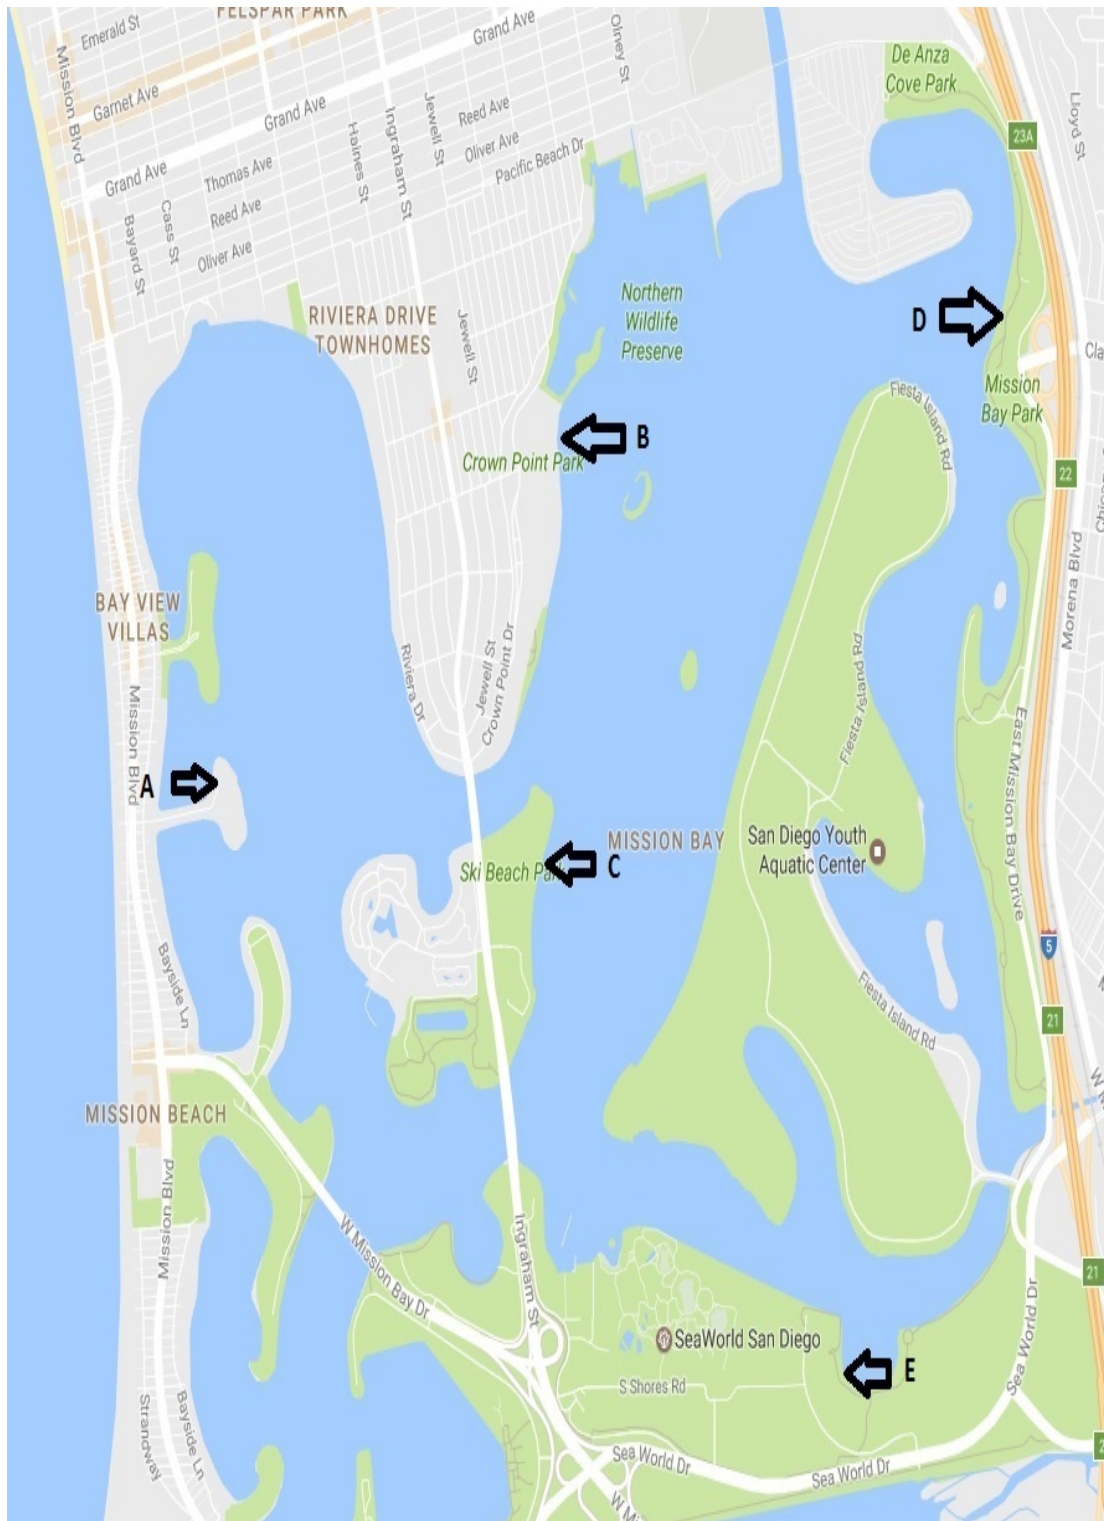 FELSPAR PARK
Emerald St
Grand Ave
Olney St
De Anza
Cove Park
Mission Blvd
Garnet Ave
Grand Ave
Jewell St
Reed Ave
Lloyd St
23A
Ingraham St
Haines St
Oliver Ave
Pacific Beach Dr
Grand Ave
Thomas Ave
Cass St
Reed Ave
Bayard St
Oliver Ave
Northern
Wildlife
Preserve
RIVIERA DRIVE
TOWNHOMES
Jewell St
D
Cla
Mission
Bay Park
Fiesta Island Rd
B
Crown Point Park
22
Morena Blvd
BAY VIEW
VILLAS
Riviera Dr
Jewell St
Crown Point Dr
Fiesta Island Rd
Mission Blvd
A
East Mission Bay Drive
MISSION BAY
San Diego Youth
Aquatic Center
Ski Beach Park
C
Bayside Ln
5
Fiesta Island Rd
21
MISSION BEACH
Mission Blvd
W Mission Bay Dr
Ingraham St
21
Sea World Dr
SeaWorld San Diego
E
S Shores Rd
Strandway
Bayside Ln
Sea World Dr
Sea World Dr
2
W Mi